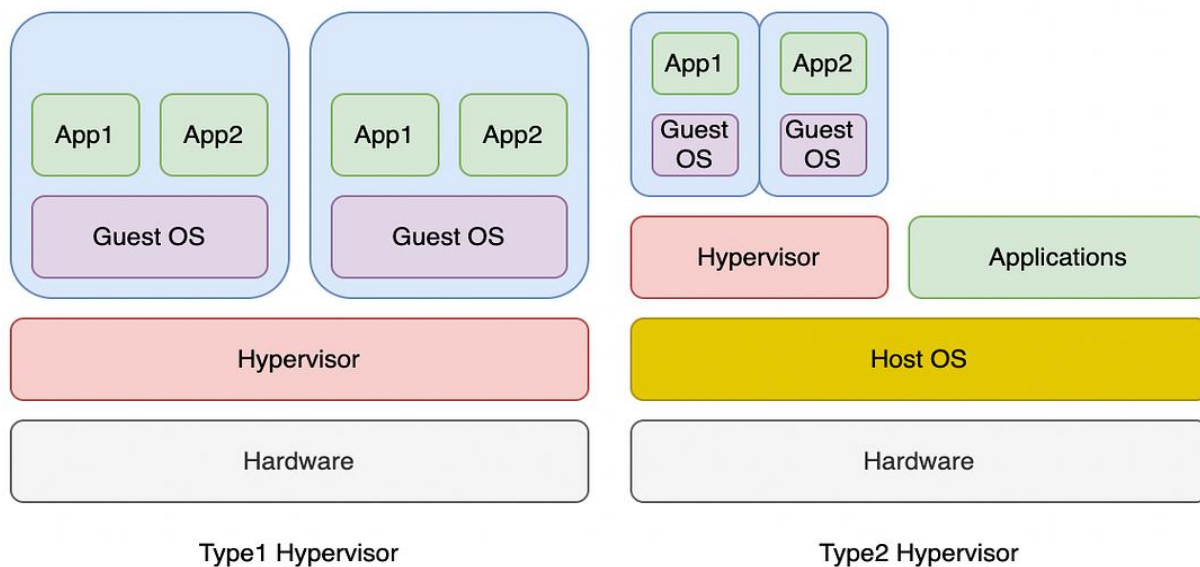 App1
App2
Guest OS
App1
App2
Guest OS
Hypervisor
Hardware
Type1 Hypervisor
App1
Guest
OS
App2
Guest
OS
Hypervisor
Applications
Host OS
Hardware
Type2 Hypervisor